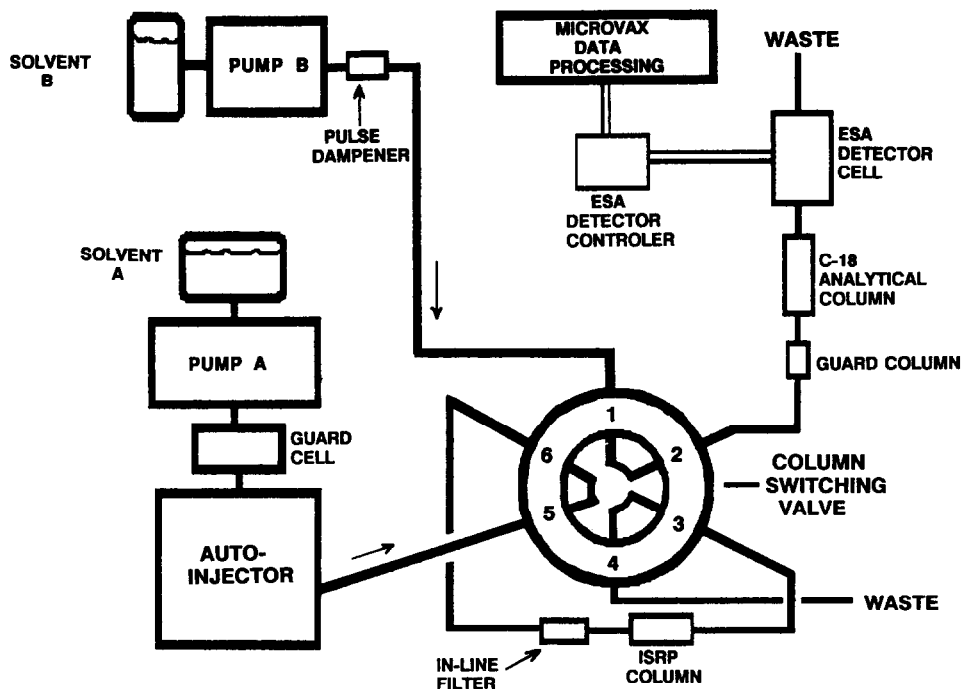 SOLVENT
B
PUMP B
PULSE
DAMPENER
MICROVAX
DATA
PROCESSING
WASTE
ESA
DETECTOR
CELL
ESA
DETECTOR
CONTROLER
SOLVENT
A
C-18
ANALYTICAL
COLUMN
PUMP A
GUARD COLUMN
GUARD
CELL
1
2
3
4
5
6
COLUMN
SWITCHING
VALVE
AUTO-
INJECTOR
WASTE
IN-LINE
FILTER
ISRP
COLUMN